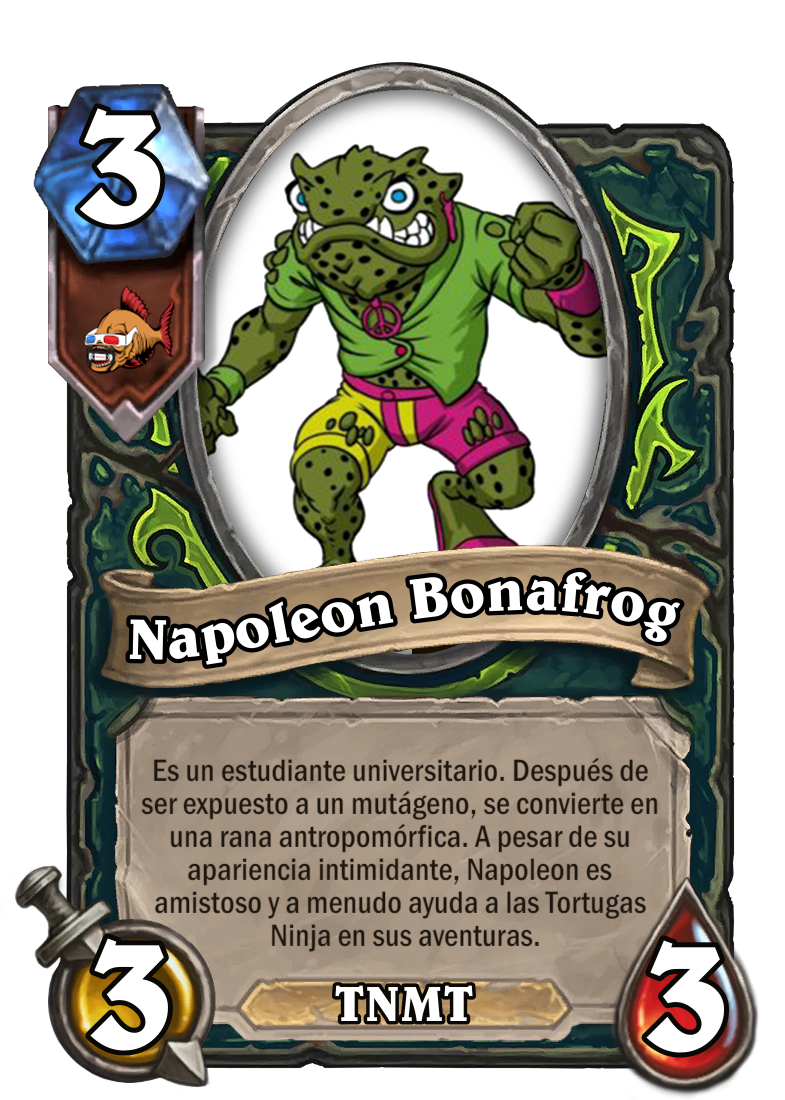 3
Napoleon Bonafrog
Es un estudiante universitario. Después de
ser expuesto a un mutágeno, se convierte en
una rana antropomórfica. A pesar de su
apariencia intimidante, Napoleon es
amistoso y a menudo ayuda a las Tortugas
Ninja en sus aventuras.
3
TNMT
3